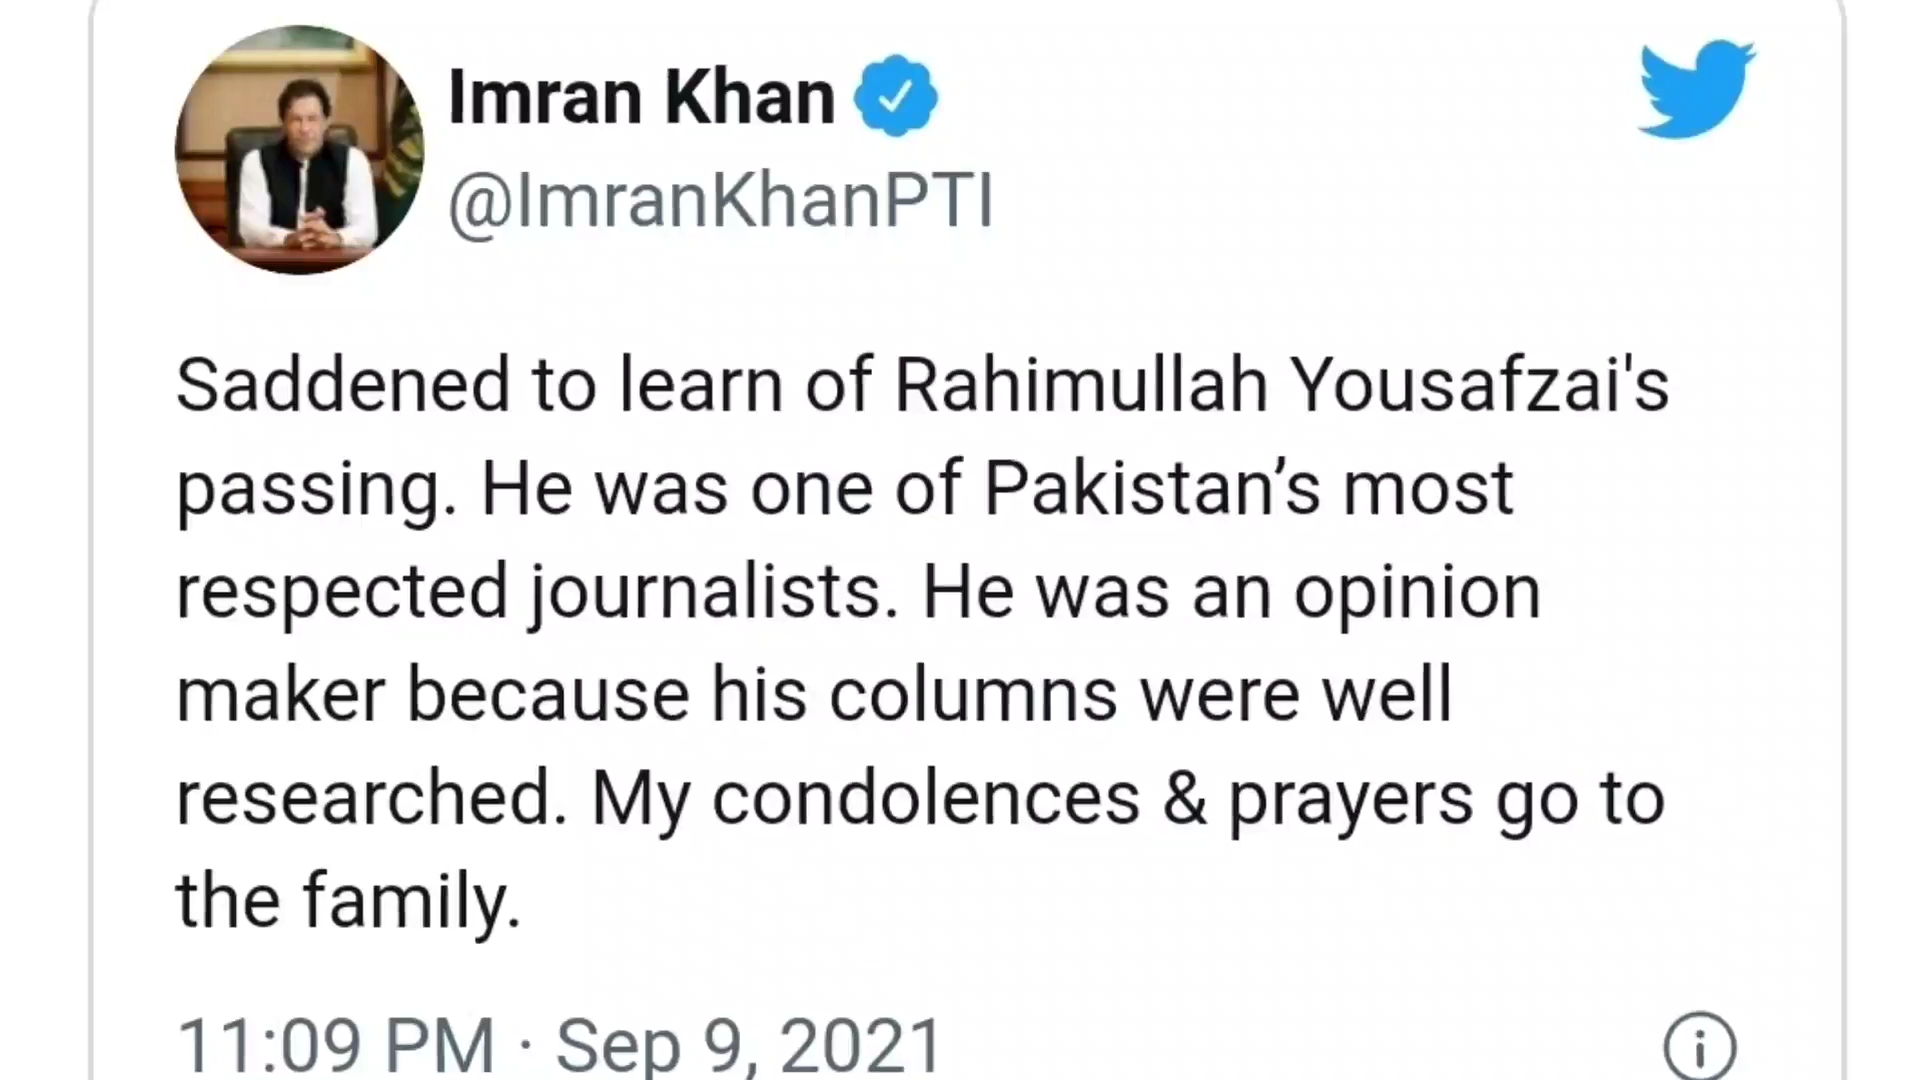 Imran Khan
@ImranKhanPTI
Saddened to learn of Rahimullah Yousafzai's
passing. He was one of Pakistan’s most
respected journalists. He was an opinion
maker because his columns were well
researched. My condolences & prayers go to
the family.
11:09 PM · Sep 9, 2021